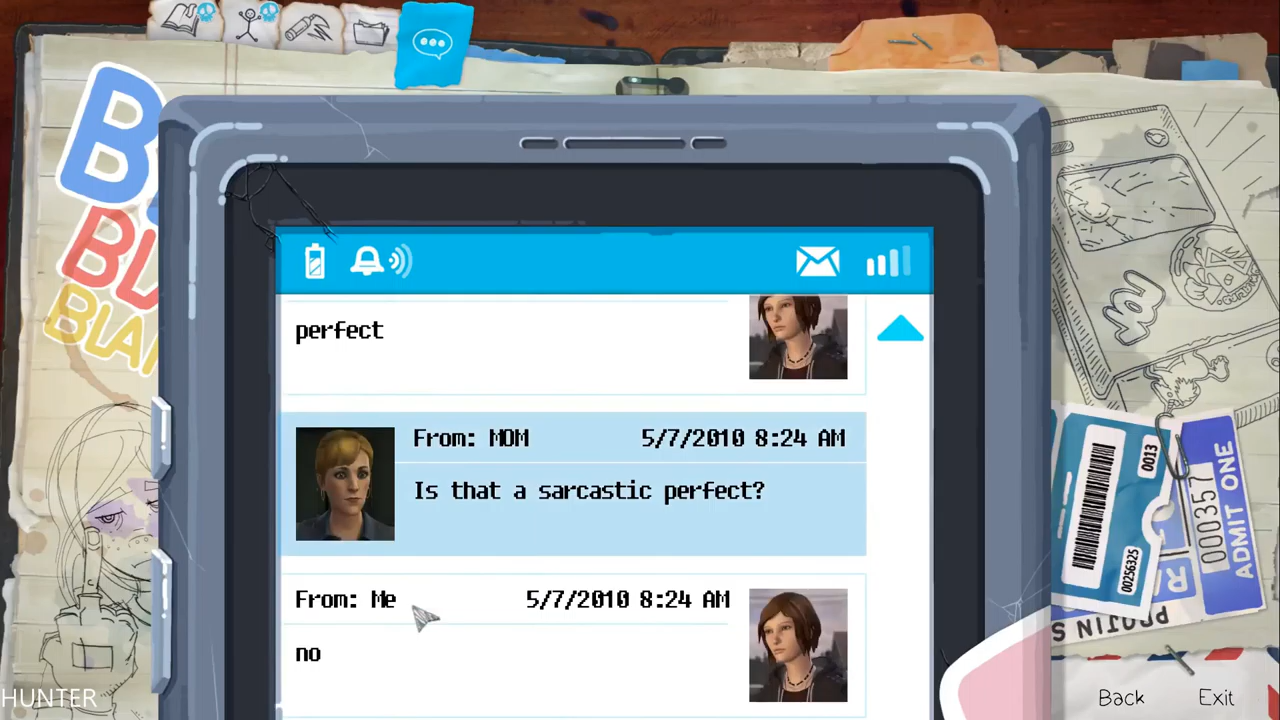 perfect
From: MOM 5/7/2010 8:24 AM
Is that a sarcastic perfect?
From: Me 5/7/2010 8:24 AM
no
0013
00256325
000357
ADMIT ONE
HUNTER
Back
Exit